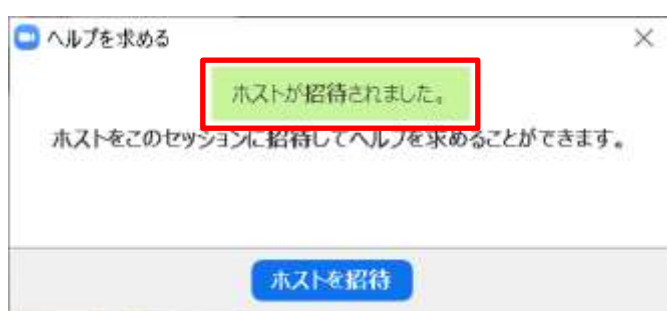 ヘルプを求める
ホストが招待されました。
ホストをこのセッションに招待してヘルプを求めることができます。
ホストを招待